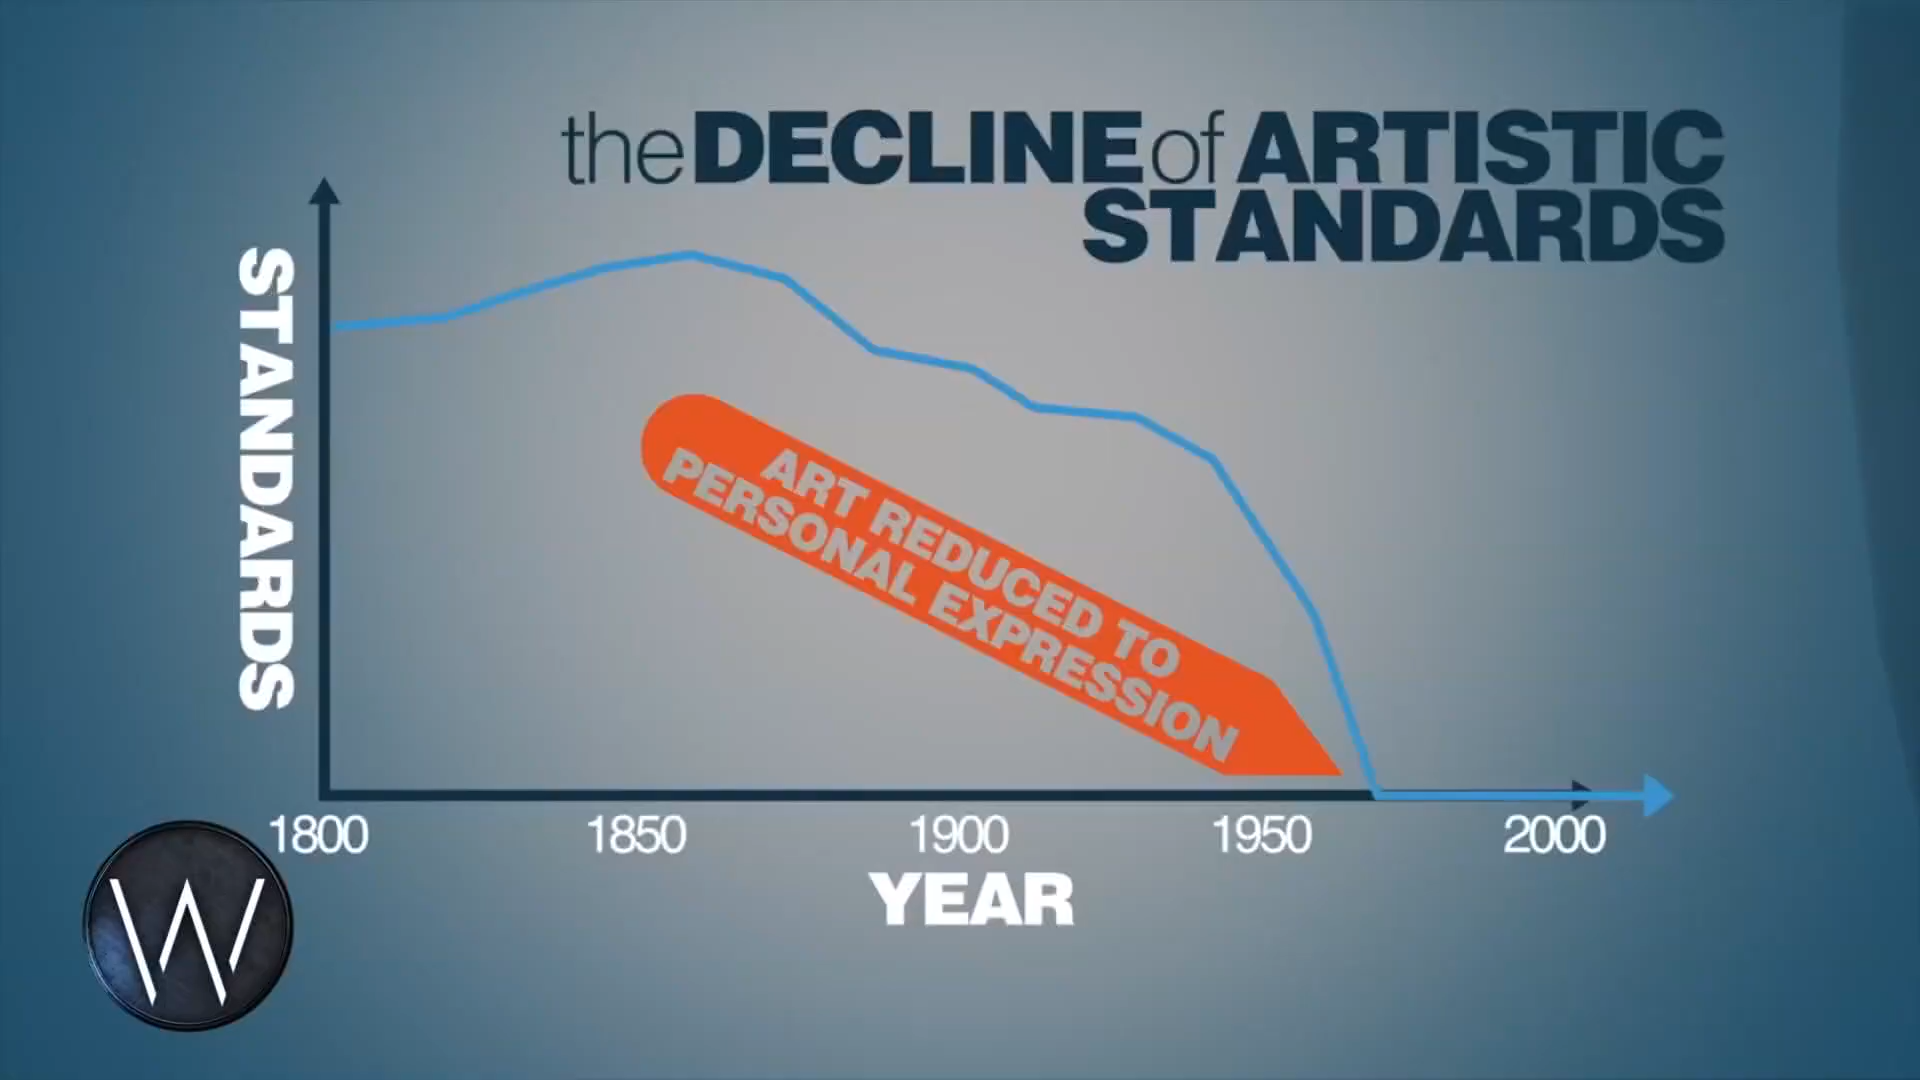 the DECLINE of ARTISTIC
STANDARDS
STANDARDS
ART REDUCED TO
PERSONAL EXPRESSION
1800 1850 1900 1950 2000
YEAR
W